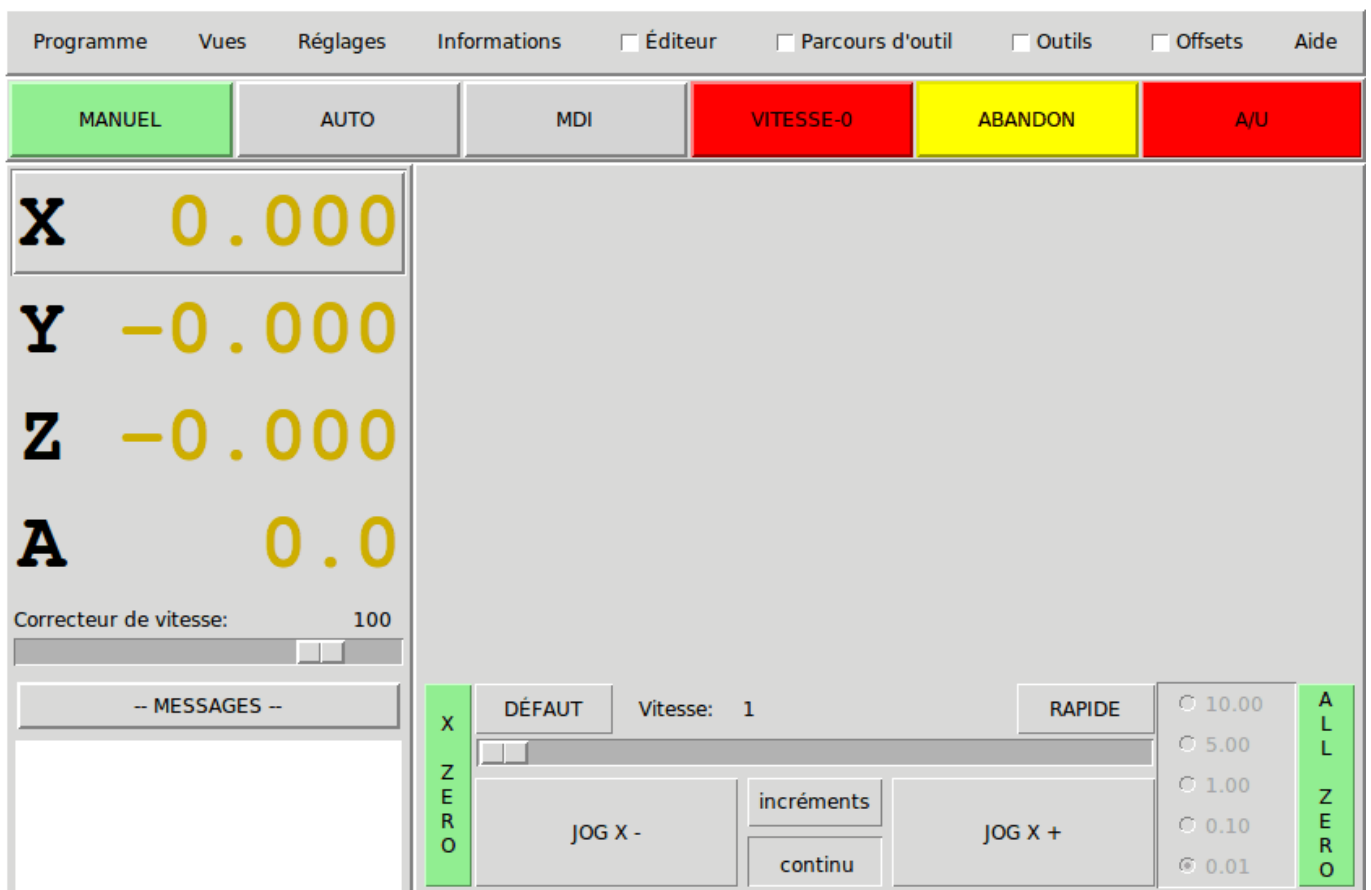 Programme Vues Réglages Informations Éditeur Parcours d'outil Outils Offsets Aide
MANUEL AUTO MDI VITESSE-0 ABANDON A/U
X 0.000
Y -0.000
Z -0.000
A 0.0
Correcteur de vitesse: 100
-- MESSAGES --
X ZERO
DÉFAUT Vitesse: 1 RAPIDE
JOG X -
incréments
continu
JOG X +
10.00
5.00
1.00
0.10
0.01
ALL ZERO